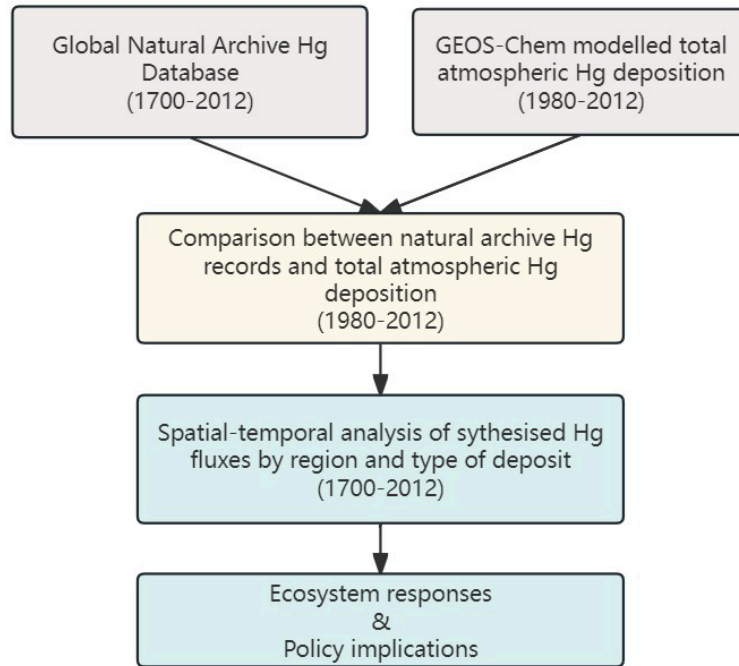 Global Natural Archive Hg
Database
(1700-2012)
GEOS-Chem modelled total
atmospheric Hg deposition
(1980-2012)
Comparison between natural archive Hg
records and total atmospheric Hg
deposition
(1980-2012)
Spatial-temporal analysis of sythesised Hg
fluxes by region and type of deposit
(1700-2012)
Ecosystem responses
&
Policy implications